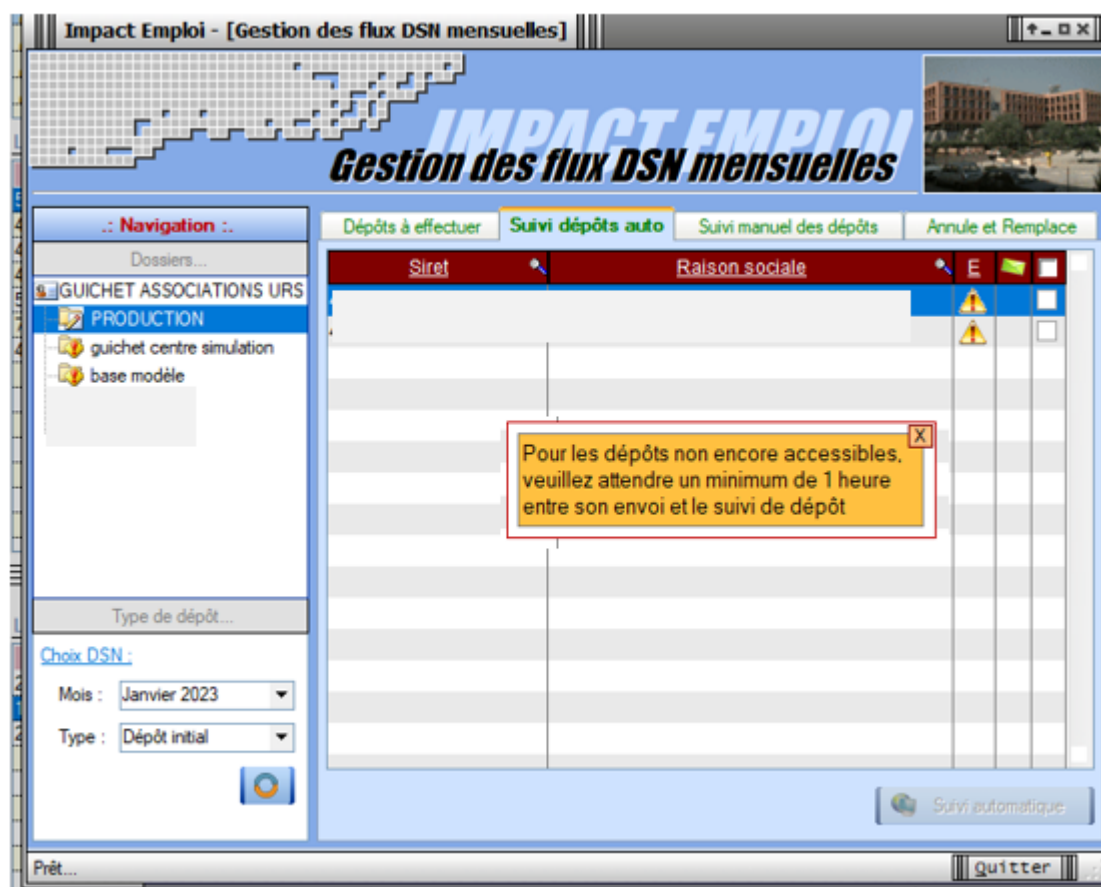 Impact Emploi - [Gestion des flux DSN mensuelles]
IMPACT EMPLOI
Gestion des flux DSN mensuelles
.: Navigation :.
Dossiers...
GUICHET ASSOCIATIONS URS
PRODUCTION
guichet centre simulation
base modèle
Type de dépôt...
Choix DSN :
Mois : Janvier 2023
Type : Dépôt initial
Dépôts à effectuer Suivi dépôts auto Suivi manuel des dépôts Annule et Remplace
Siret Raison sociale E
Pour les dépôts non encore accessibles,
veuillez attendre un minimum de 1 heure
entre son envoi et le suivi de dépôt
X
Suivi automatique
Prêt...
Quitter